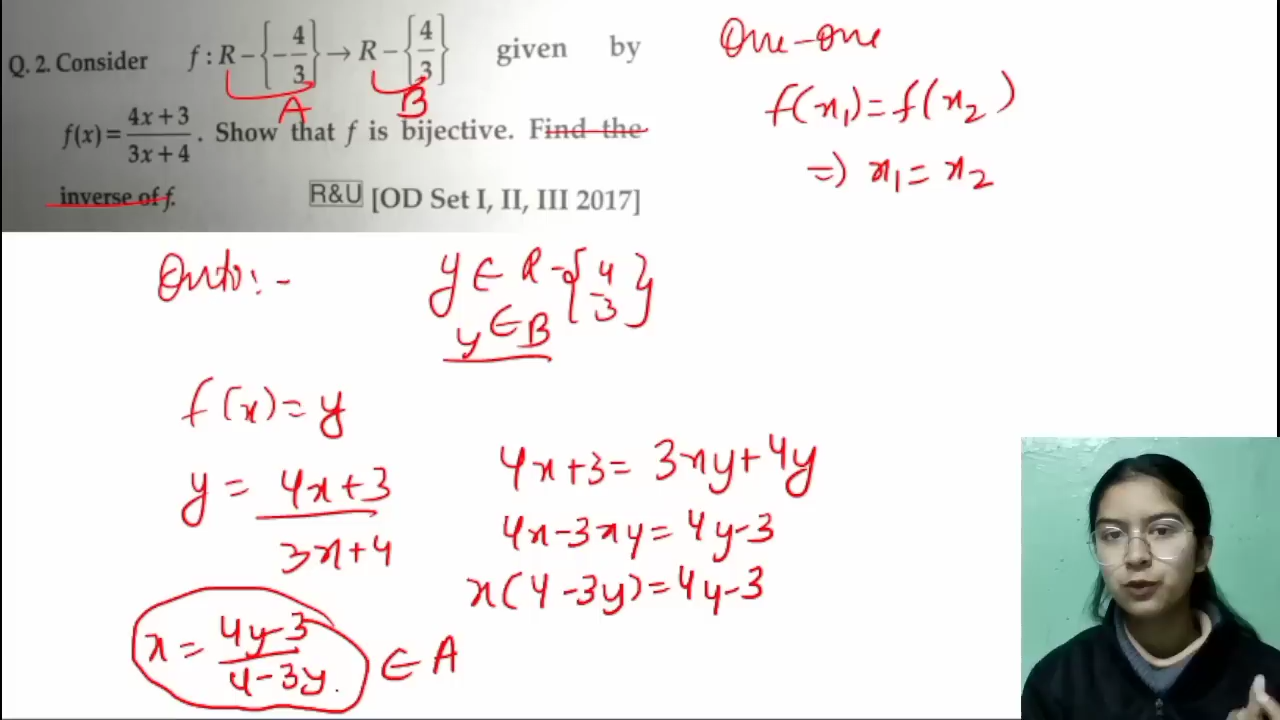 Q. 2. Consider f : R − {−4/3} → R − {4/3} given by
A B
f(x) = (4x + 3)/(3x + 4). Show that f is bijective. Find the
inverse of f. R&U [OD Set I, II, III 2017]
One-one
f(x₁) = f(x₂)
⇒ x₁ = x₂
Onto:-
y ∈ R - {4/3}
y ∈ B
f(x) = y
y = (4x+3)/(3x+4)
4x+3 = 3xy+4y
4x-3xy = 4y-3
x(4-3y) = 4y-3
x = (4y-3)/(4-3y) ∈ A